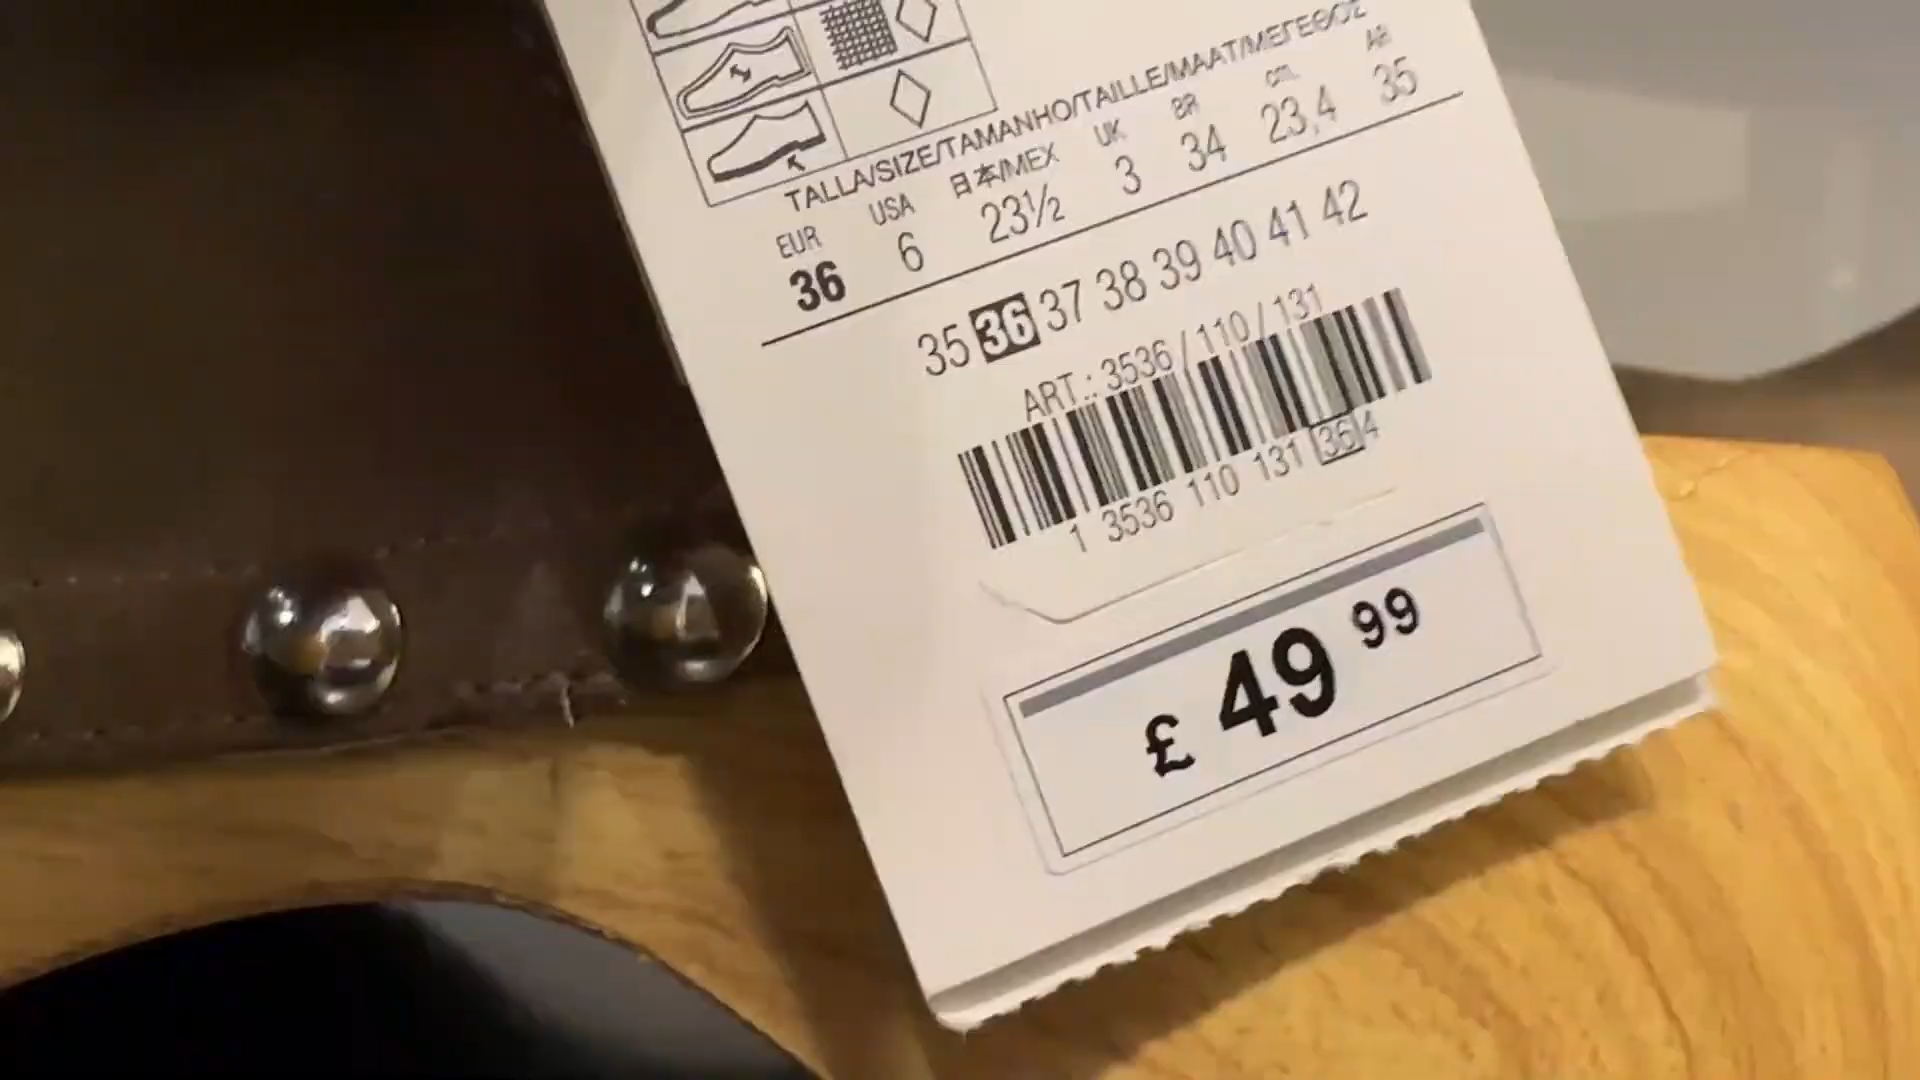 TALLA/SIZE/TAMANHO/TAILLE/MAAT/ΜΕΓΕΘΟΣ
EUR USA 日本/MEX UK BR cm. AR
36 6 23½ 3 34 23,4 35
35 36 37 38 39 40 41 42
ART.: 3536 / 110 / 131
1 3536 110 131 36 4
£ 49 99